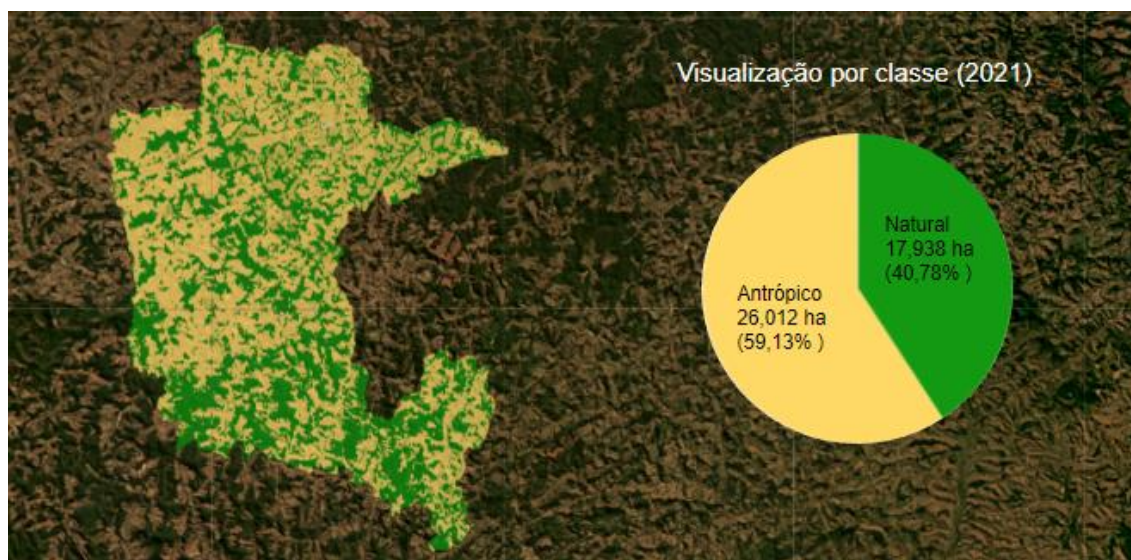 Visualização por classe (2021)
Natural
17,938 ha
(40,78% )
Antrópico
26,012 ha
(59,13% )